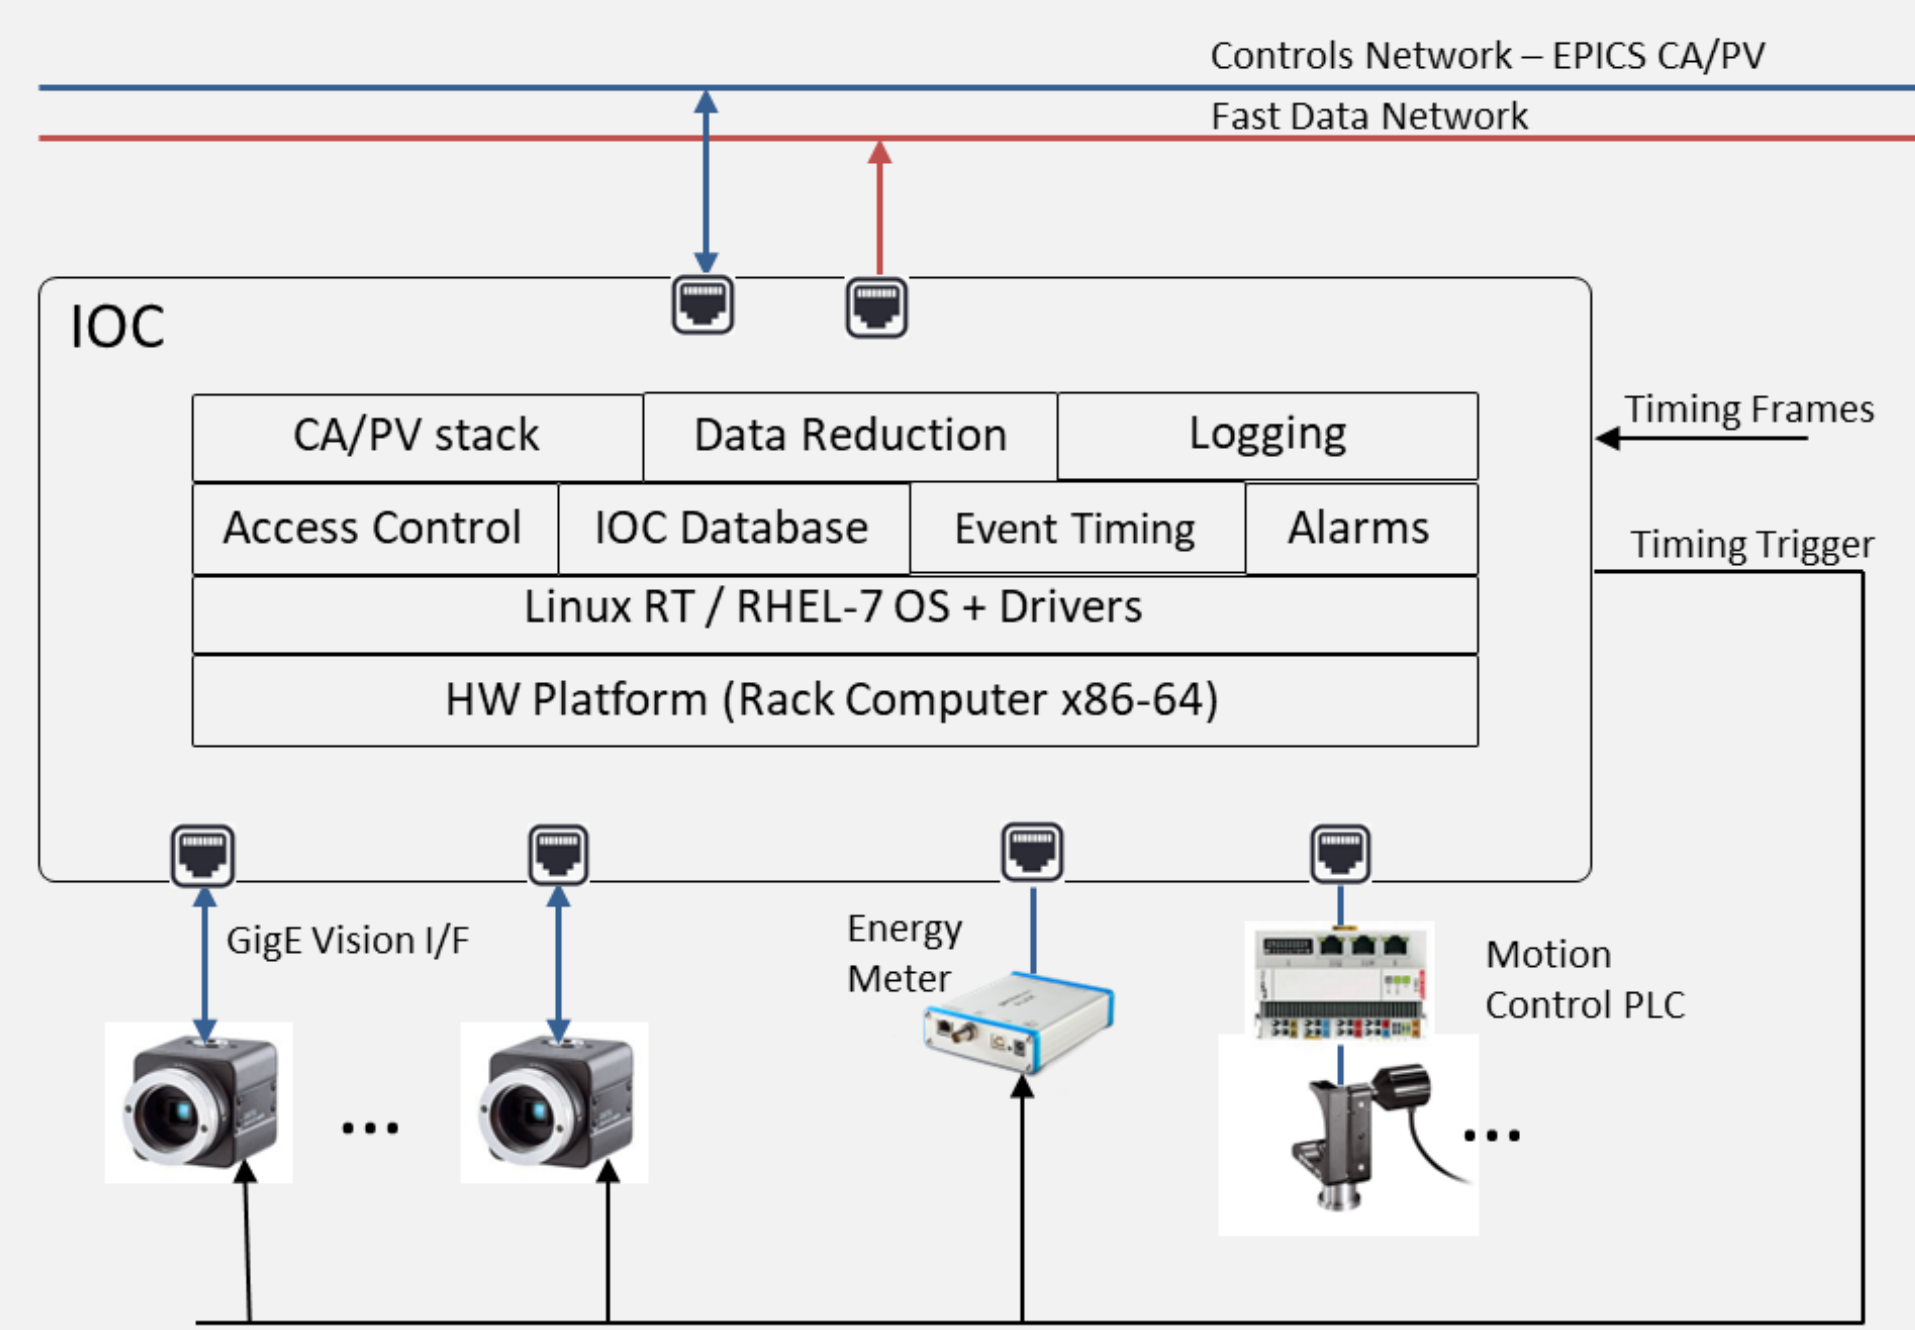 Controls Network – EPICS CA/PV
Fast Data Network
IOC
CA/PV stack
Data Reduction
Logging
Timing Frames
Access Control
IOC Database
Event Timing
Alarms
Timing Trigger
Linux RT / RHEL-7 OS + Drivers
HW Platform (Rack Computer x86-64)
GigE Vision I/F
Energy
Meter
Motion
Control PLC
...
...